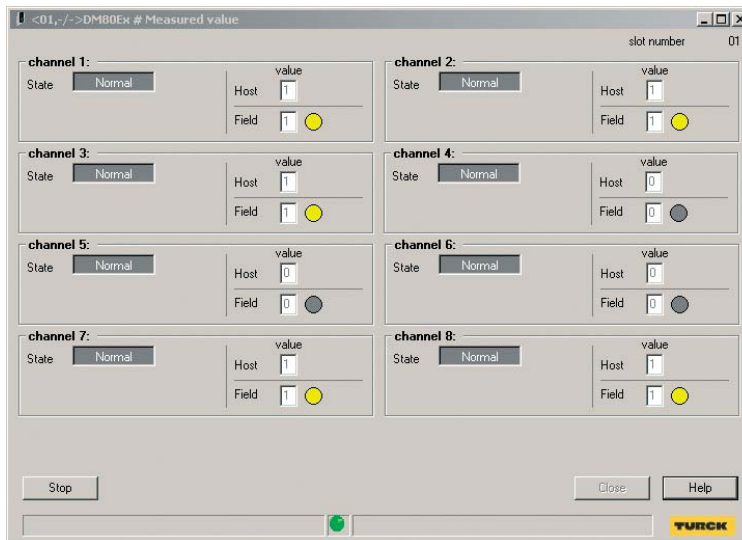 <01,-/->DM80Ex # Measured value
slot number 01
channel 1:
State Normal
value
Host 1
Field 1
channel 2:
State Normal
value
Host 1
Field 1
channel 3:
State Normal
value
Host 1
Field 1
channel 4:
State Normal
value
Host 0
Field 0
channel 5:
State Normal
value
Host 0
Field 0
channel 6:
State Normal
value
Host 0
Field 0
channel 7:
State Normal
value
Host 1
Field 1
channel 8:
State Normal
value
Host 1
Field 1
Stop
Close
Help
TURCK